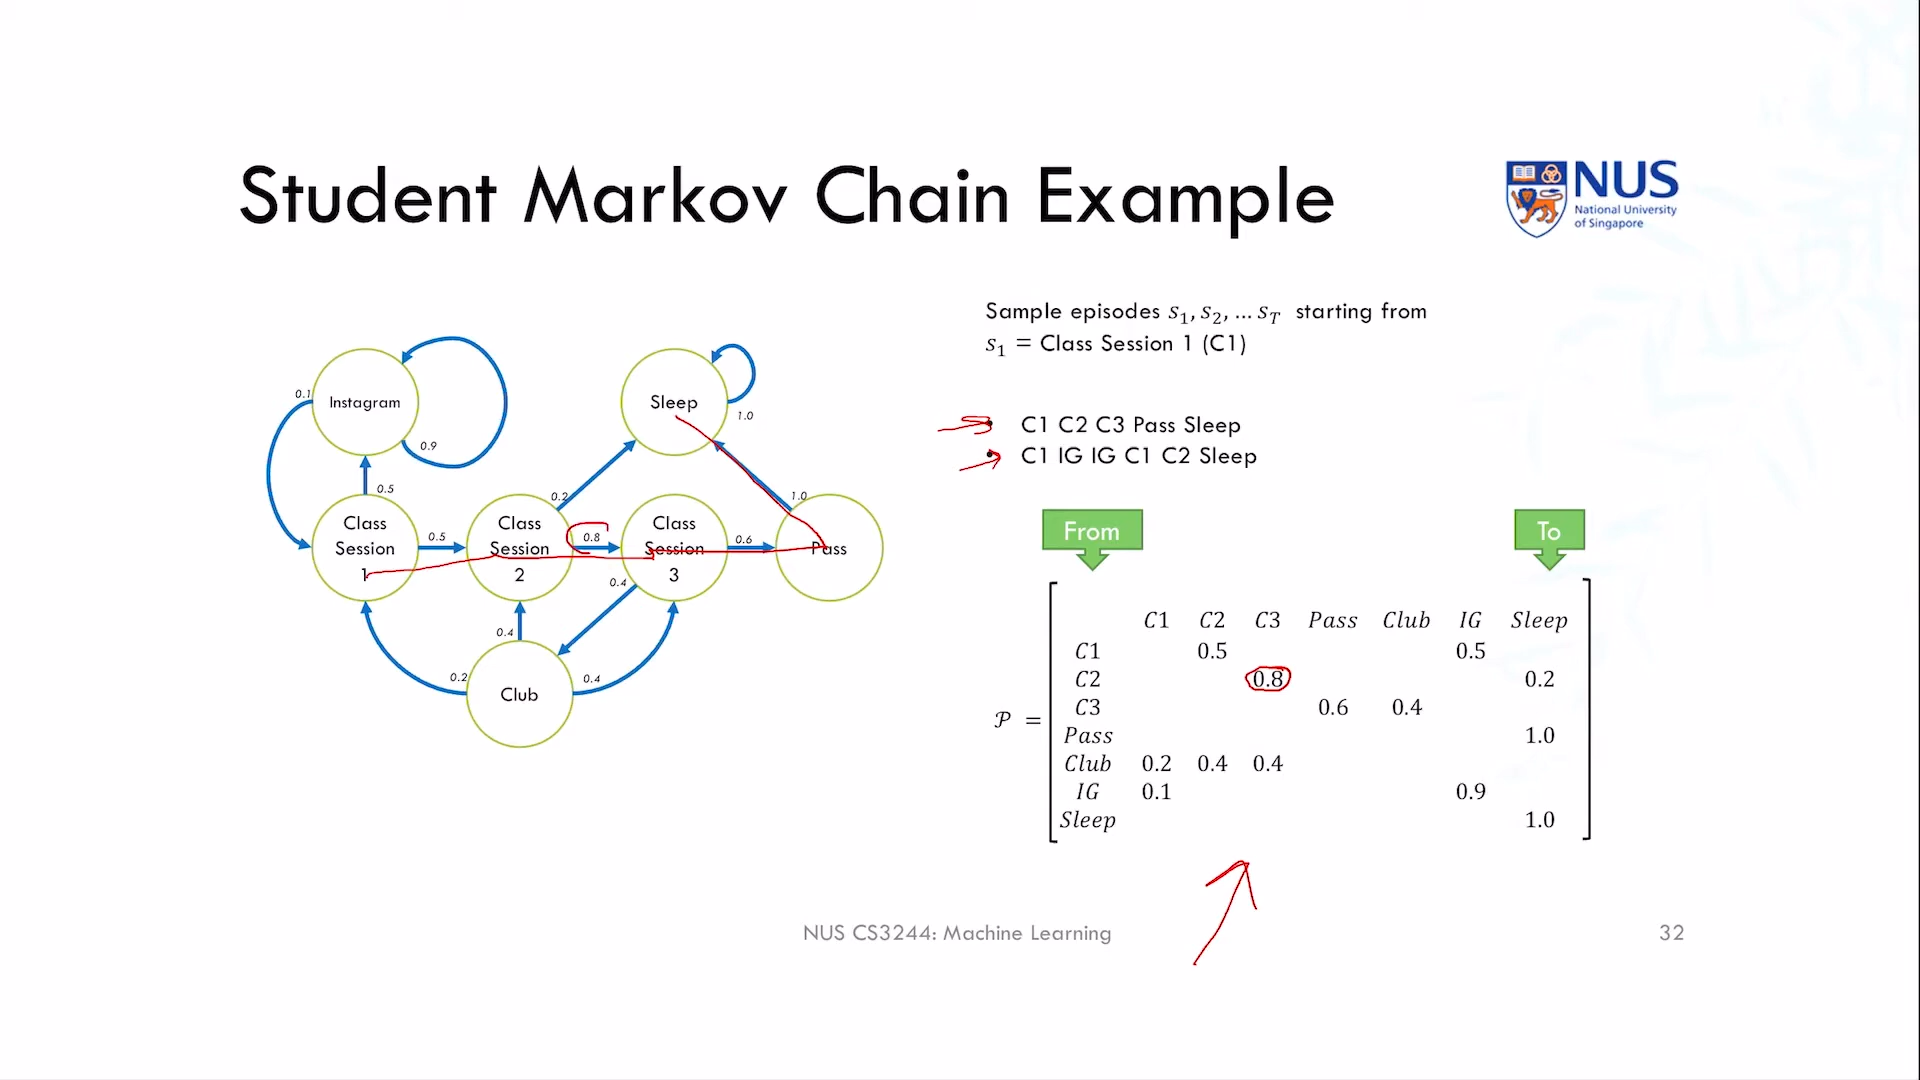 Student Markov Chain Example
NUS
National University
of Singapore
Sample episodes s₁, s₂, … s_T starting from
s₁ = Class Session 1 (C1)
• C1 C2 C3 Pass Sleep
• C1 IG IG C1 C2 Sleep
Instagram
0.1
0.9
0.5
Sleep
1.0
0.2
1.0
Class
Session
1
0.5
Class
Session
2
0.8
Class
Session
3
0.6
Pass
0.4
0.4
0.2
Club
0.4
From
To
C1 C2 C3 Pass Club IG Sleep
C1 0.5 0.5
C2 0.8 0.2
C3 0.6 0.4
𝒫 =
Pass 1.0
Club 0.2 0.4 0.4
IG 0.1 0.9
Sleep 1.0
NUS CS3244: Machine Learning
32